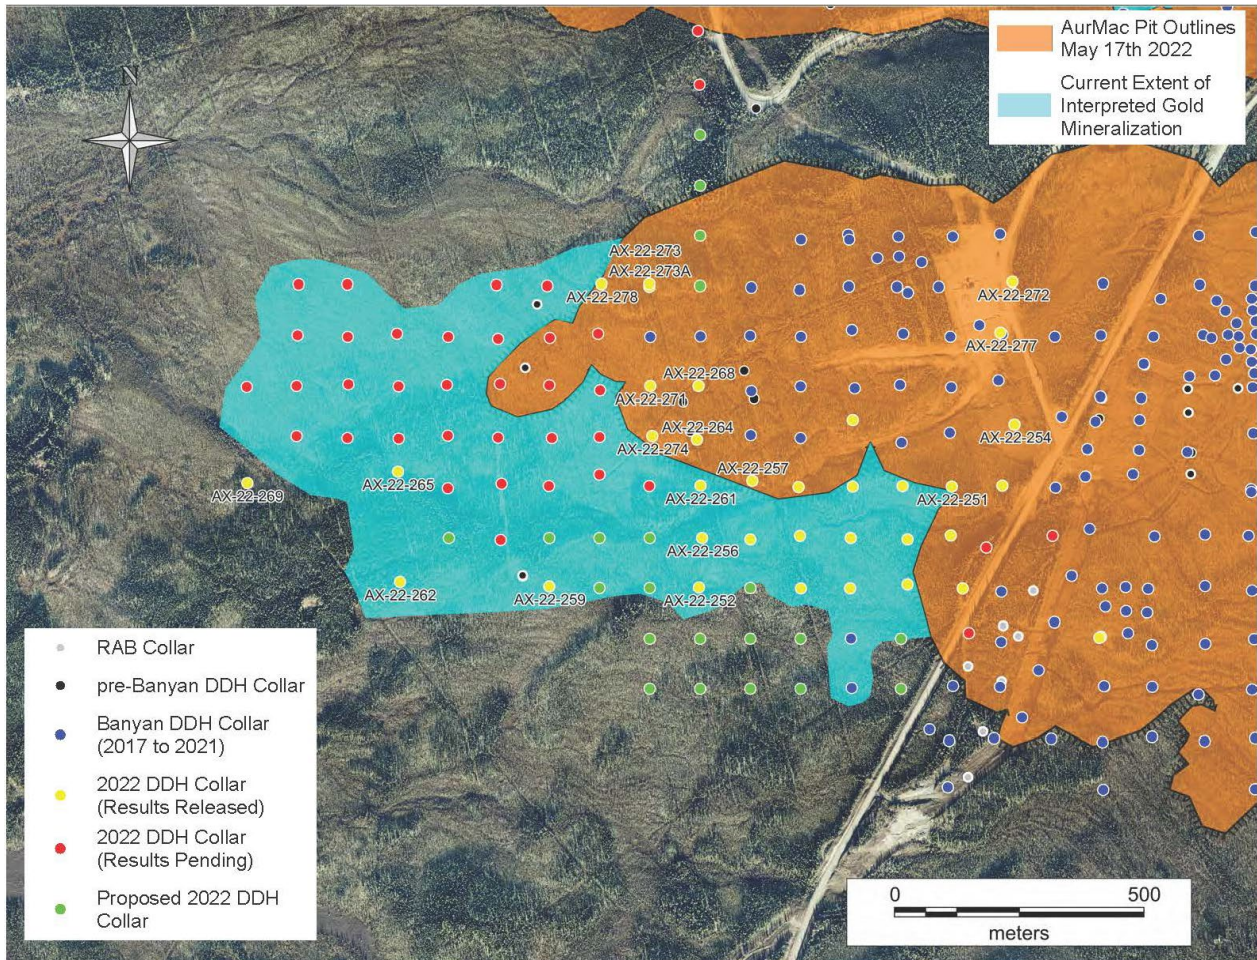 AurMac Pit Outlines
May 17th 2022
Current Extent of
Interpreted Gold
Mineralization
N
AX-22-273
AX-22-273A
AX-22-278
AX-22-272
AX-22-277
AX-22-268
AX-22-271
AX-22-264
AX-22-274
AX-22-254
AX-22-257
AX-22-269
AX-22-265
AX-22-261
AX-22-251
AX-22-256
AX-22-262
AX-22-259
AX-22-252
RAB Collar
pre-Banyan DDH Collar
Banyan DDH Collar
(2017 to 2021)
2022 DDH Collar
(Results Released)
2022 DDH Collar
(Results Pending)
Proposed 2022 DDH
Collar
0 500
meters